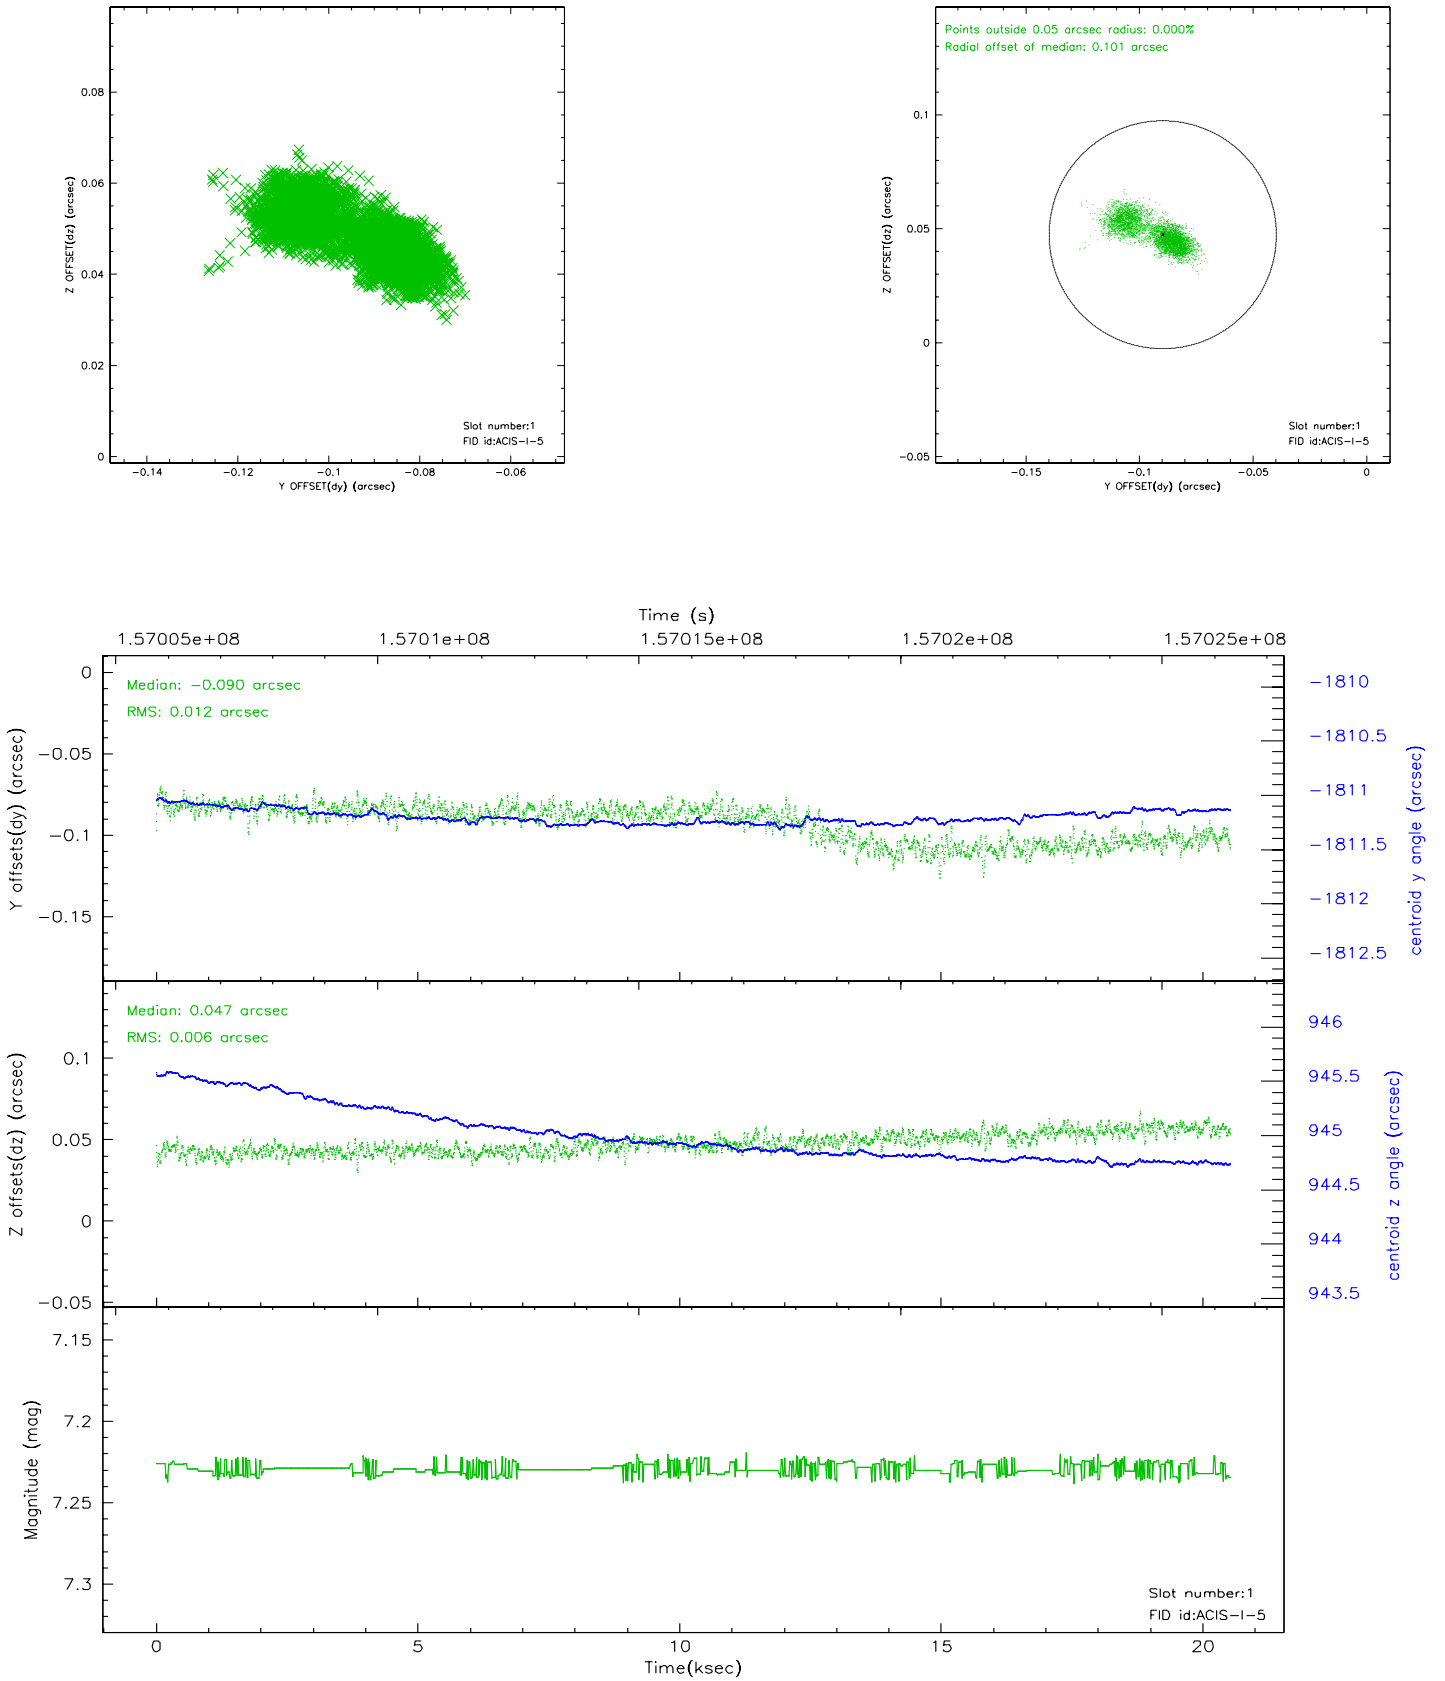 0.08
0.06
0.04
0.02
0
Z OFFSET(dz) (arcsec)
Slot number:1
FID id:ACIS-I-5
-0.14
-0.12
-0.1
-0.08
-0.06
Y OFFSET(dy) (arcsec)
Points outside 0.05 arcsec radius: 0.000%
Radial offset of median: 0.101 arcsec
0.1
0.05
0
-0.05
Z OFFSET(dz) (arcsec)
Slot number:1
FID id:ACIS-I-5
-0.15
-0.1
-0.05
0
Y OFFSET(dy) (arcsec)
Time (s)
1.57005e+08
1.5701e+08
1.57015e+08
1.5702e+08
1.57025e+08
Median: -0.090 arcsec
RMS: 0.012 arcsec
0
-0.05
-0.1
-0.15
Y offsets(dy) (arcsec)
-1810
-1810.5
-1811
-1811.5
-1812
-1812.5
centroid y angle (arcsec)
Median: 0.047 arcsec
RMS: 0.006 arcsec
0.1
0.05
0
-0.05
Z offsets(dz) (arcsec)
946
945.5
945
944.5
944
943.5
centroid z angle (arcsec)
7.15
7.2
7.25
7.3
Magnitude (mag)
Slot number:1
FID id:ACIS-I-5
0
5
10
15
20
Time(ksec)